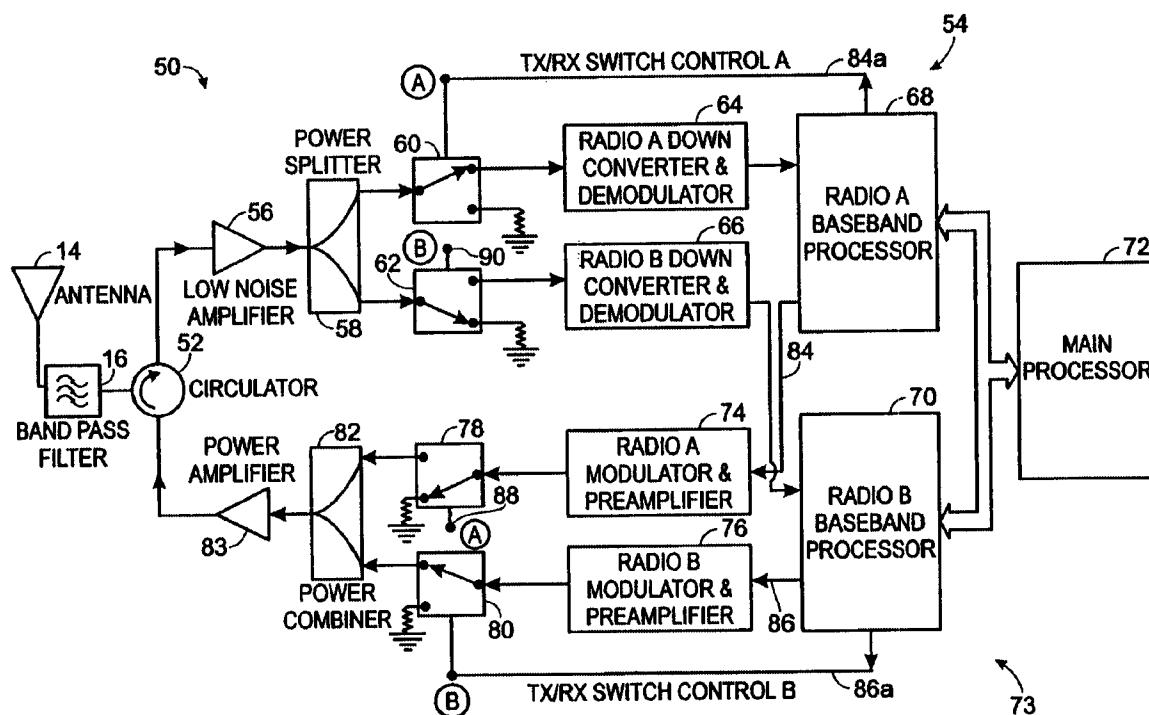 50
54
TX/RX SWITCH CONTROL A
84a
A
68
POWER
SPLITTER
60
64
RADIO A DOWN
CONVERTER &
DEMODULATOR
RADIO A
BASEBAND
PROCESSOR
56
14
ANTENNA
LOW NOISE
AMPLIFIER
58
B
90
62
66
RADIO B DOWN
CONVERTER &
DEMODULATOR
72
MAIN
PROCESSOR
84
52
16
CIRCULATOR
BAND PASS
FILTER
70
POWER
AMPLIFIER
82
78
74
RADIO A
MODULATOR &
PREAMPLIFIER
88
A
83
RADIO B
BASEBAND
PROCESSOR
76
RADIO B
MODULATOR &
PREAMPLIFIER
86
POWER
COMBINER
80
B
TX/RX SWITCH CONTROL B
86a
73